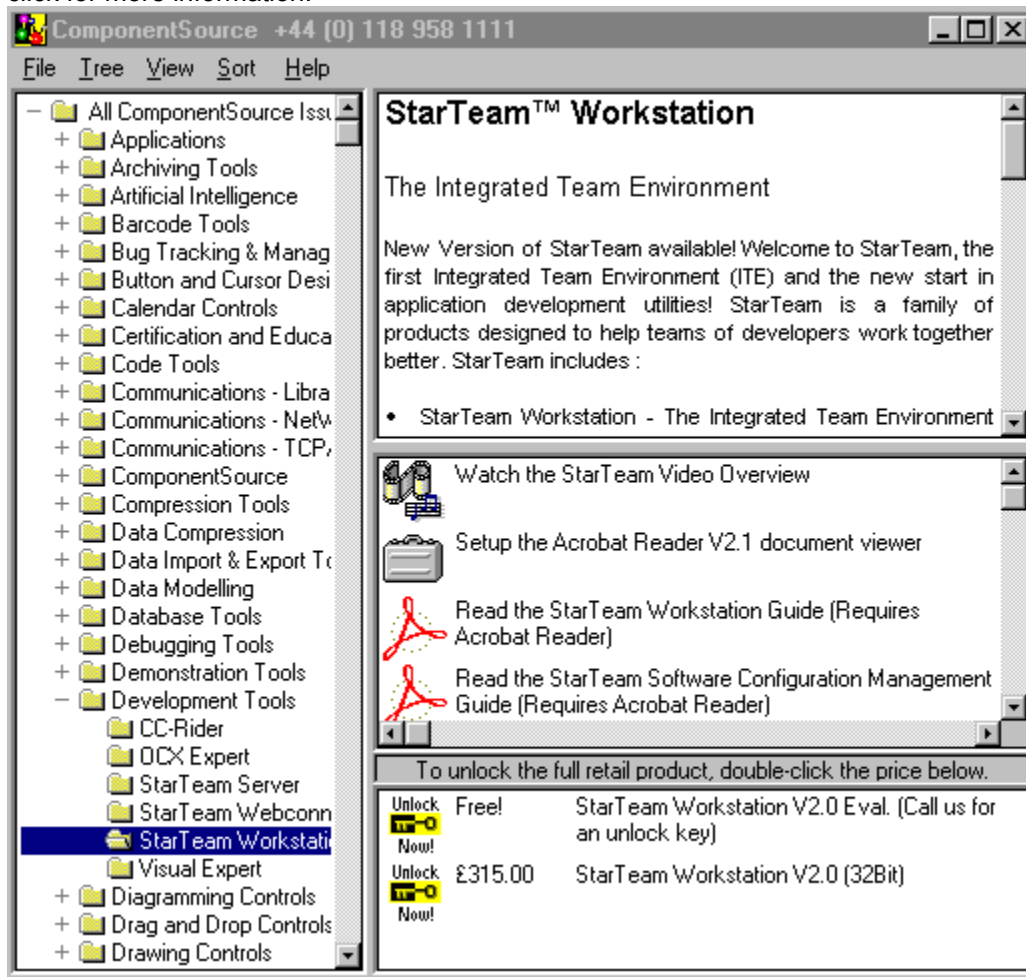 click for more information.
ComponentSource +44 (0) 118 958 1111
File Tree View Sort Help
All ComponentSource Issu
Applications
Archiving Tools
Artificial Intelligence
Barcode Tools
Bug Tracking & Manag
Button and Cursor Desi
Calendar Controls
Certification and Educa
Code Tools
Communications - Libra
Communications - NetW
Communications - TCP/
ComponentSource
Compression Tools
Data Compression
Data Import & Export To
Data Modelling
Database Tools
Debugging Tools
Demonstration Tools
Development Tools
CC-Rider
OCX Expert
StarTeam Server
StarTeam Webconn
StarTeam Workstati
Visual Expert
Diagramming Controls
Drag and Drop Controls
Drawing Controls
StarTeam™ Workstation
The Integrated Team Environment
New Version of StarTeam available! Welcome to StarTeam, the
first Integrated Team Environment (ITE) and the new start in
application development utilities! StarTeam is a family of
products designed to help teams of developers work together
better. StarTeam includes :
• StarTeam Workstation - The Integrated Team Environment
Watch the StarTeam Video Overview
Setup the Acrobat Reader V2.1 document viewer
Read the StarTeam Workstation Guide (Requires
Acrobat Reader)
Read the StarTeam Software Configuration Management
Guide (Requires Acrobat Reader)
To unlock the full retail product, double-click the price below.
Unlock Now! Free! StarTeam Workstation V2.0 Eval. (Call us for
an unlock key)
Unlock Now! £315.00 StarTeam Workstation V2.0 (32Bit)